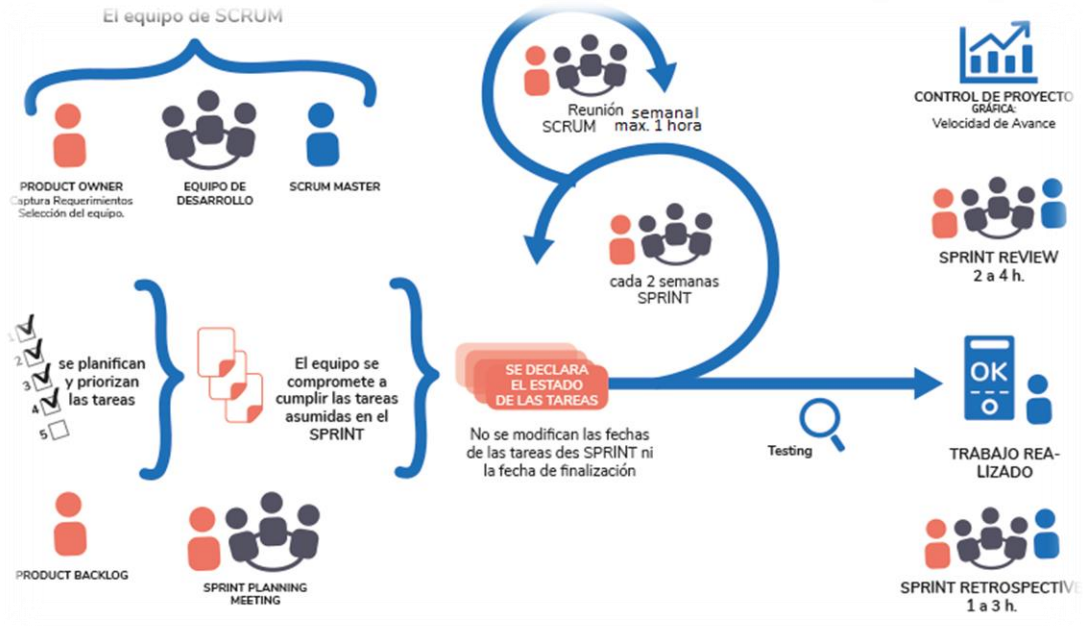 El equipo de SCRUM
PRODUCT OWNER
Captura Requerimientos
Selección del equipo.
EQUIPO DE
DESARROLLO
SCRUM MASTER
Reunión semanal
SCRUM max. 1 hora
cada 2 semanas
SPRINT
CONTROL DE PROYECTO
GRÁFICA:
Velocidad de Avance
SPRINT REVIEW
2 a 4 h.
1
2
3
4
5
se planifican
y priorizan
las tareas
El equipo se
compromete a
cumplir las tareas
asumidas en el
SPRINT
SE DECLARA
EL ESTADO
DE LAS TAREAS
No se modifican las fechas
de las tareas des SPRINT ni
la fecha de finalización
Testing
OK
TRABAJO REA-
LIZADO
PRODUCT BACKLOG
SPRINT PLANNING
MEETING
SPRINT RETROSPECTIVE
1 a 3 h.